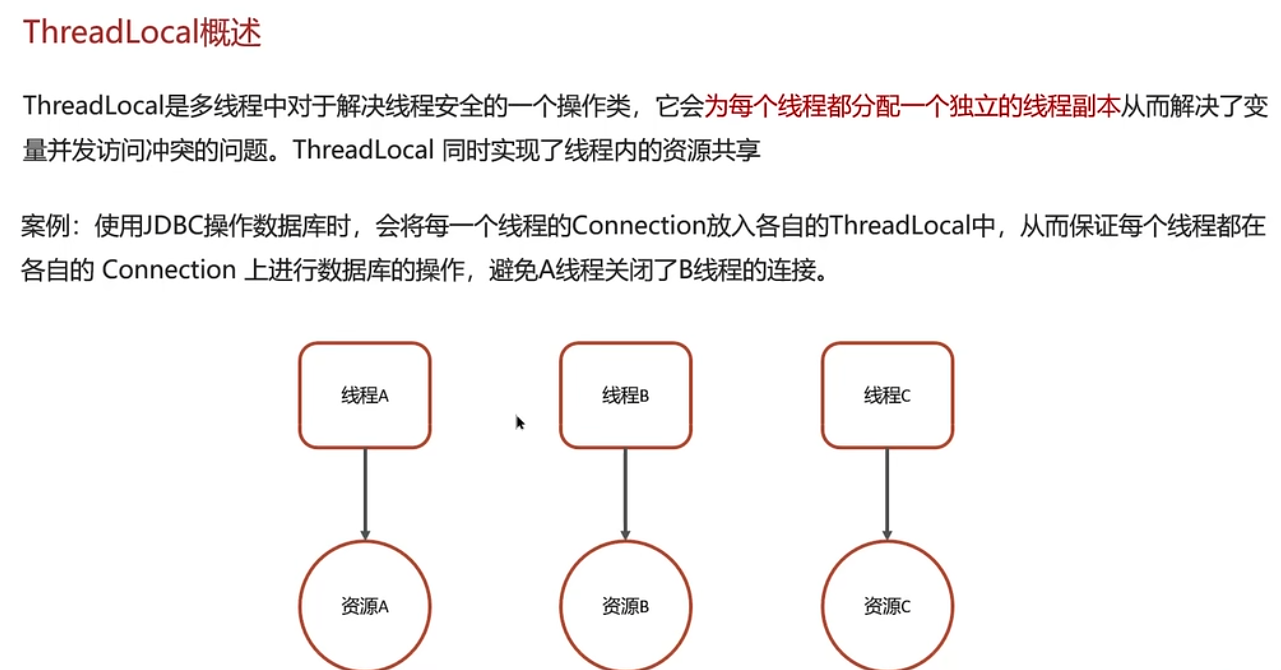 ThreadLocal概述
ThreadLocal是多线程中对于解决线程安全的一个操作类，它会为每个线程都分配一个独立的线程副本从而解决了变
量并发访问冲突的问题。ThreadLocal 同时实现了线程内的资源共享
案例：使用JDBC操作数据库时，会将每一个线程的Connection放入各自的ThreadLocal中，从而保证每个线程都在
各自的 Connection 上进行数据库的操作，避免A线程关闭了B线程的连接。
线程A
线程B
线程C
资源A
资源B
资源C